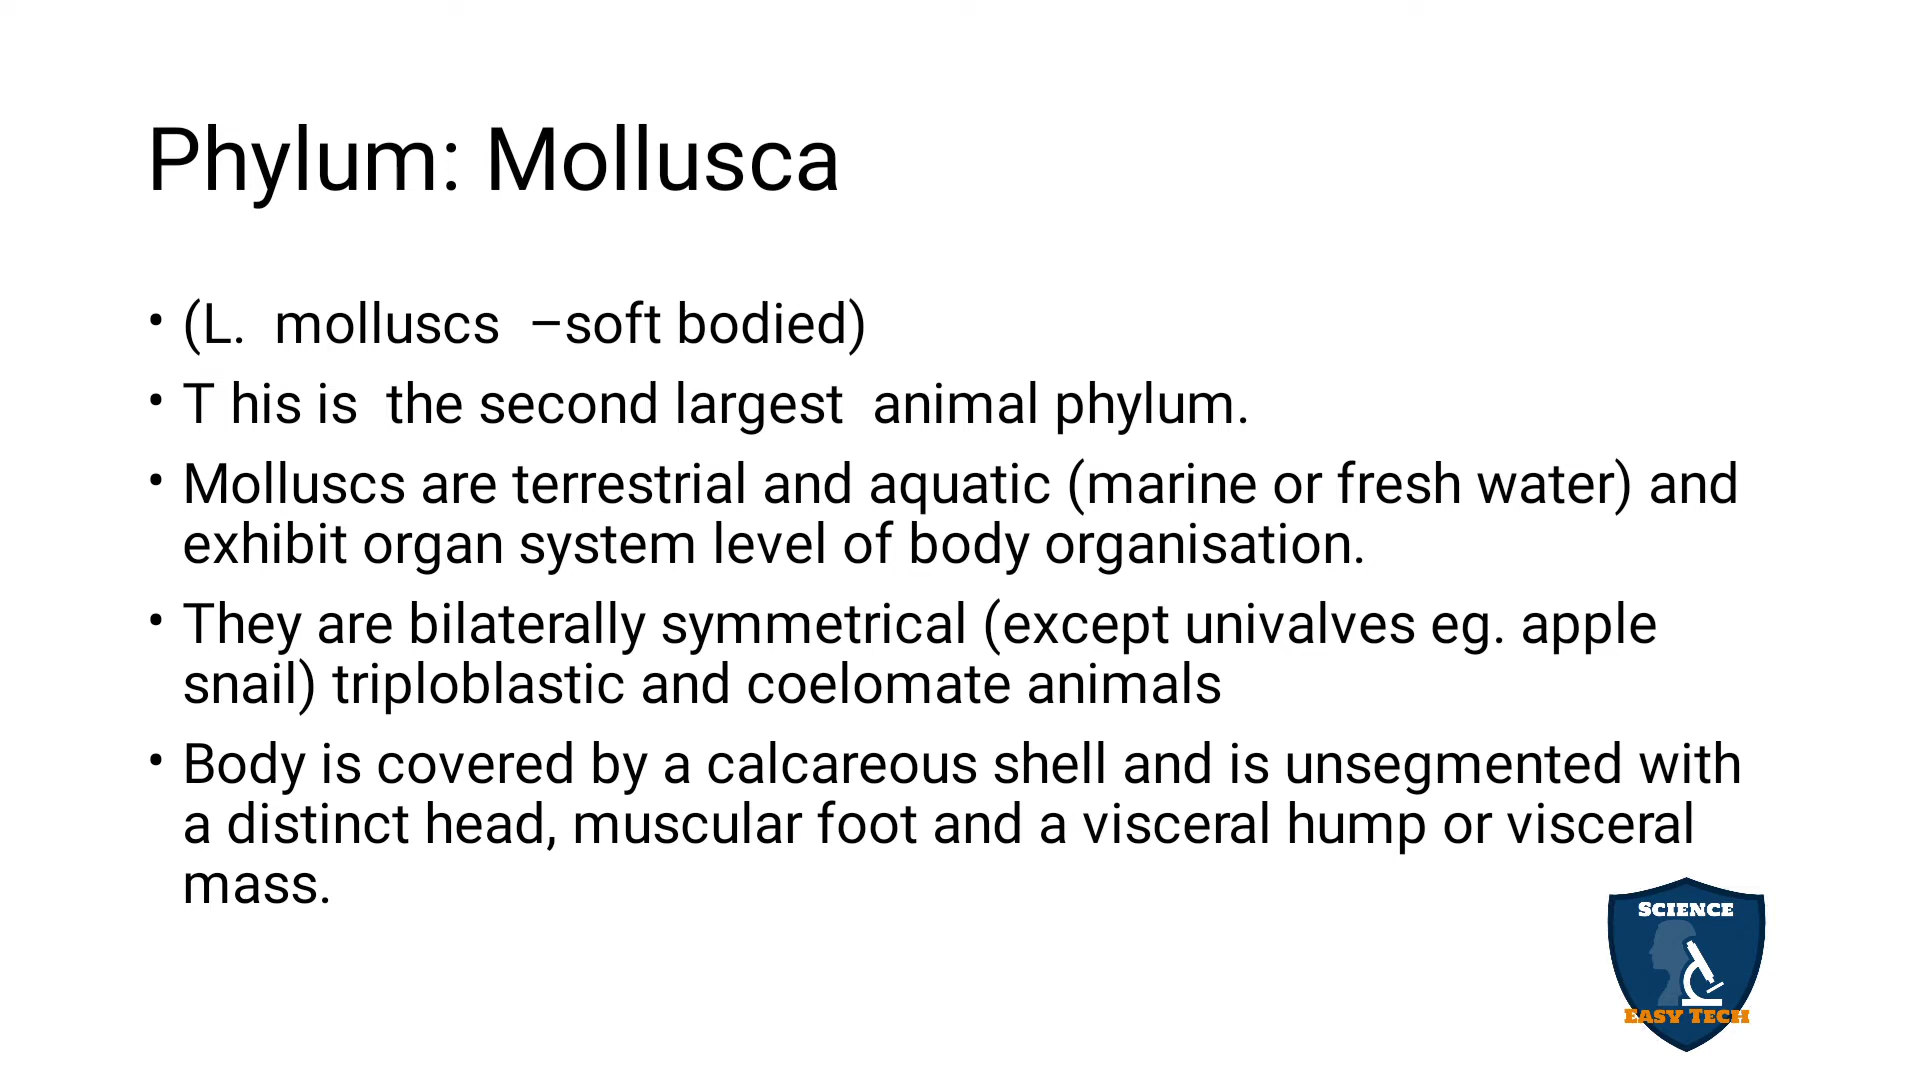 Phylum: Mollusca
• (L.  molluscs  –soft bodied)
• T his is  the second largest  animal phylum.
• Molluscs are terrestrial and aquatic (marine or fresh water) and
exhibit organ system level of body organisation.
• They are bilaterally symmetrical (except univalves eg. apple
snail) triploblastic and coelomate animals
• Body is covered by a calcareous shell and is unsegmented with
a distinct head, muscular foot and a visceral hump or visceral
mass.
SCIENCE
EASY TECH